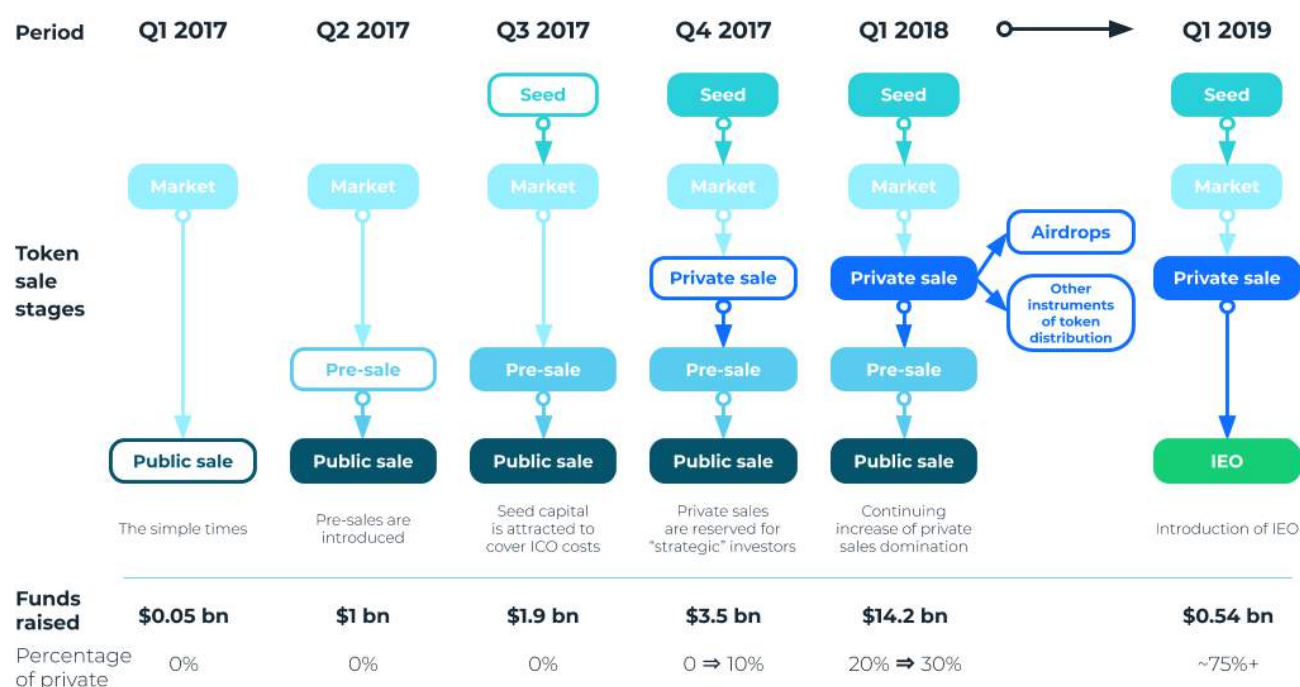 Period
Q1 2017
Q2 2017
Q3 2017
Q4 2017
Q1 2018
Q1 2019
Seed
Seed
Seed
Seed
Market
Market
Market
Market
Market
Market
Token
sale
stages
Airdrops
Private sale
Private sale
Private sale
Other
instruments
of token
distribution
Pre-sale
Pre-sale
Pre-sale
Pre-sale
Public sale
Public sale
Public sale
Public sale
Public sale
IEO
The simple times
Pre-sales are
introduced
Seed capital
is attracted to
cover ICO costs
Private sales
are reserved for
"strategic" investors
Continuing
increase of private
sales domination
Introduction of IEO
Funds
raised
$0.05 bn
$1 bn
$1.9 bn
$3.5 bn
$14.2 bn
$0.54 bn
Percentage
of private
0%
0%
0%
0 ⇒ 10%
20% ⇒ 30%
~75%+